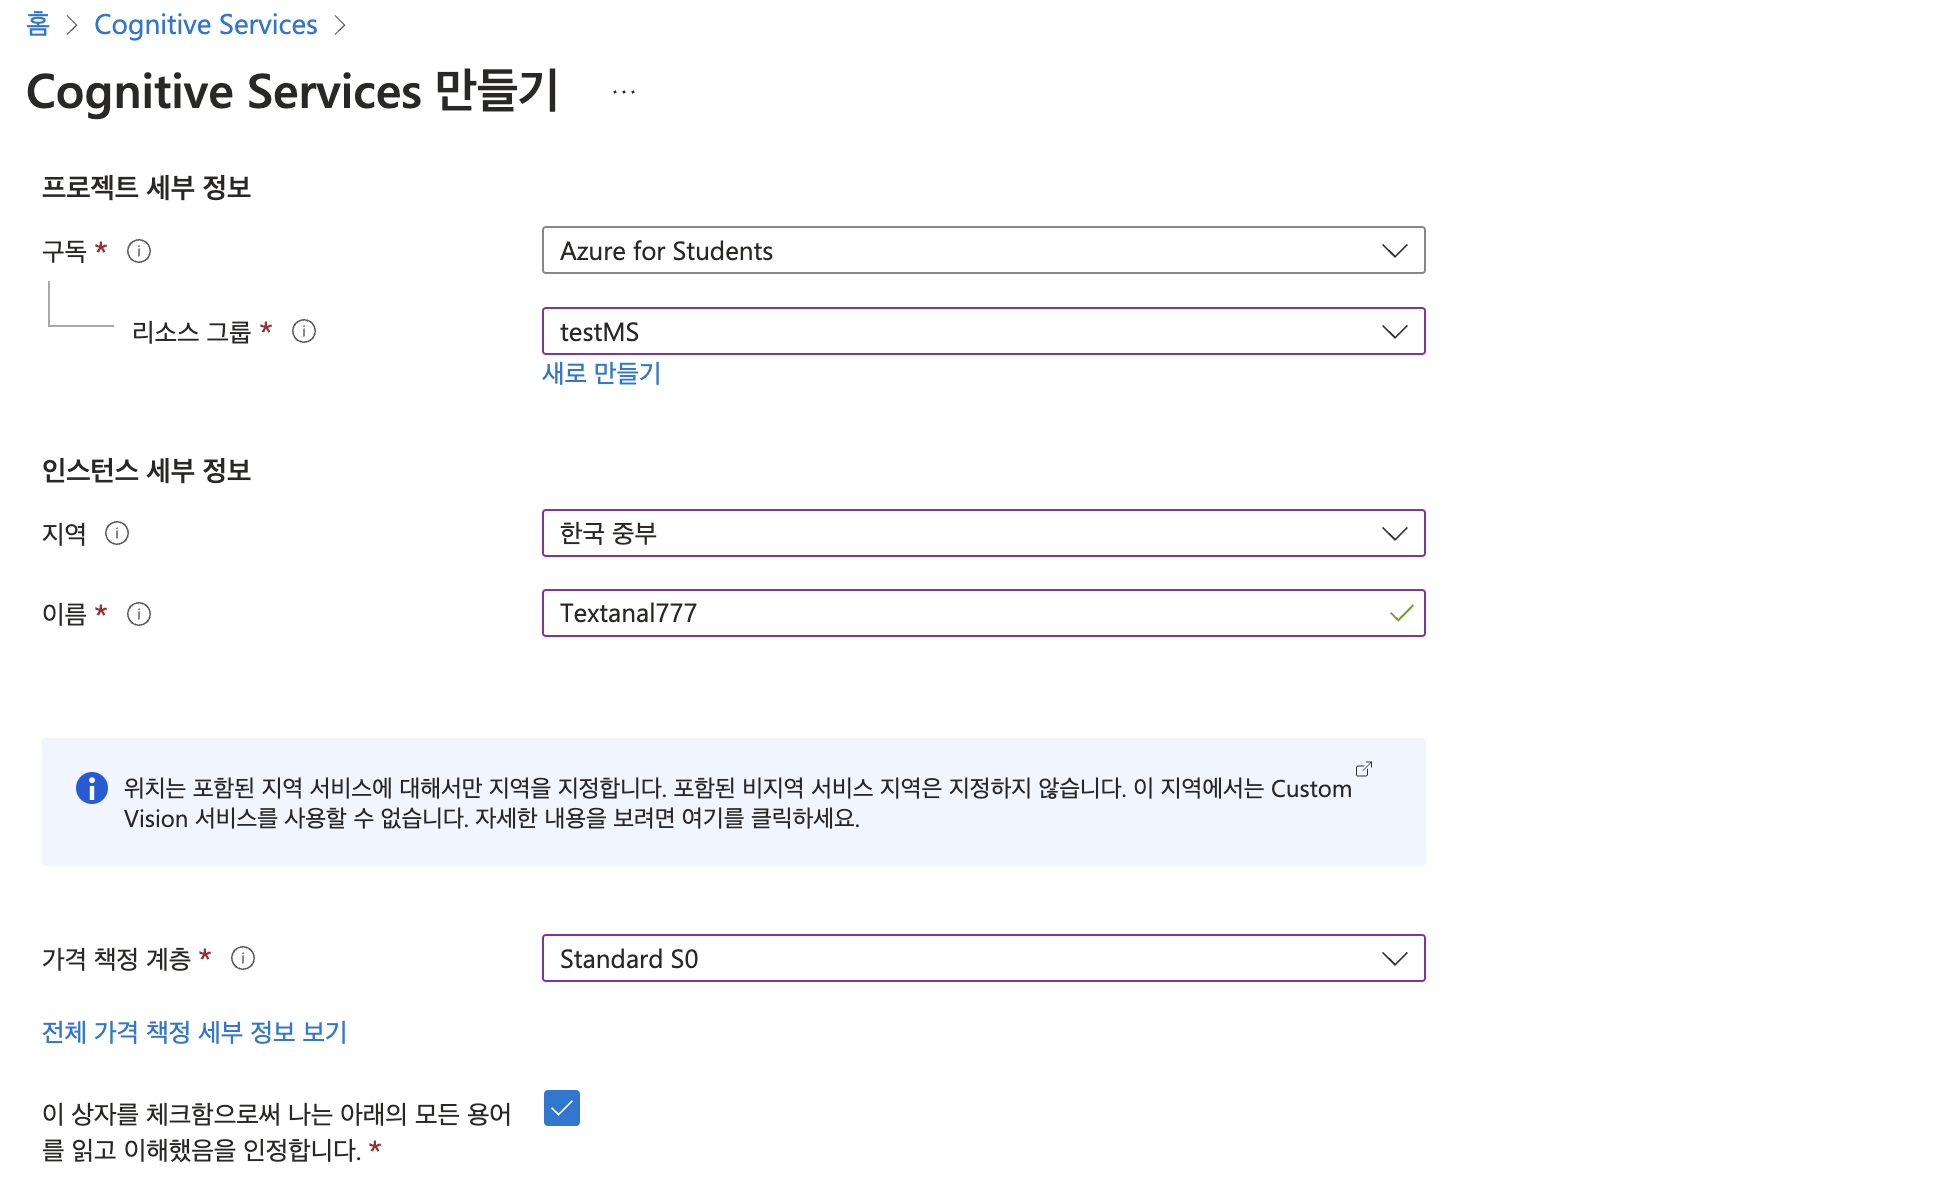 홈 > Cognitive Services >
Cognitive Services 만들기 ...
프로젝트 세부 정보
구독 *
Azure for Students
리소스 그룹 *
testMS
새로 만들기
인스턴스 세부 정보
지역
한국 중부
이름 *
Textanal777
위치는 포함된 지역 서비스에 대해서만 지역을 지정합니다. 포함된 비지역 서비스 지역은 지정하지 않습니다. 이 지역에서는 Custom
Vision 서비스를 사용할 수 없습니다. 자세한 내용을 보려면 여기를 클릭하세요.
가격 책정 계층 *
Standard S0
전체 가격 책정 세부 정보 보기
이 상자를 체크함으로써 나는 아래의 모든 용어
를 읽고 이해했음을 인정합니다. *